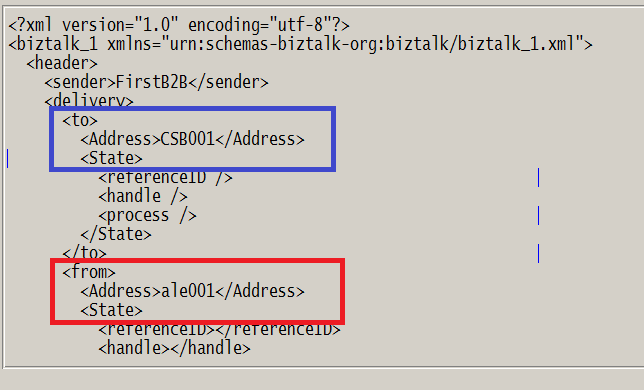 <?xml version="1.0" encoding="utf-8"?>
<biztalk_1 xmlns="urn:schemas-biztalk-org:biztalk/biztalk_1.xml">
<header>
<sender>FirstB2B</sender>
<delivery>
<to>
<Address>CSB001</Address>
<State>
<referenceID />
<handle />
<process />
</State>
</to>
<from>
<Address>ale001</Address>
<State>
<referenceID></referenceID>
<handle></handle>